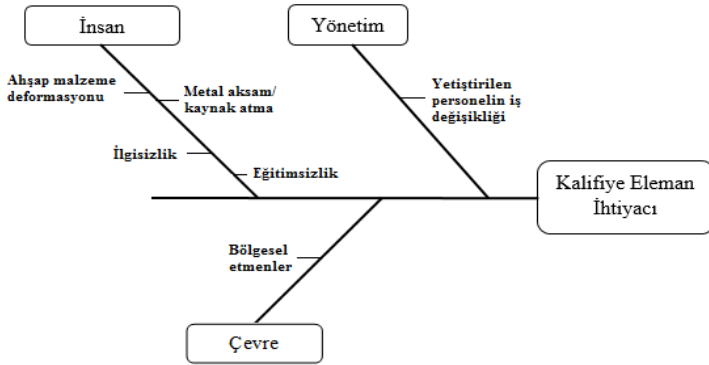 İnsan
Yönetim
Ahşap malzeme
deformasyonu
Metal aksam/
kaynak atma
Yetiştirilen
personelin iş
değişikliği
İlgisizlik
Eğitimsizlik
Kalifiye Eleman
İhtiyacı
Bölgesel
etmenler
Çevre